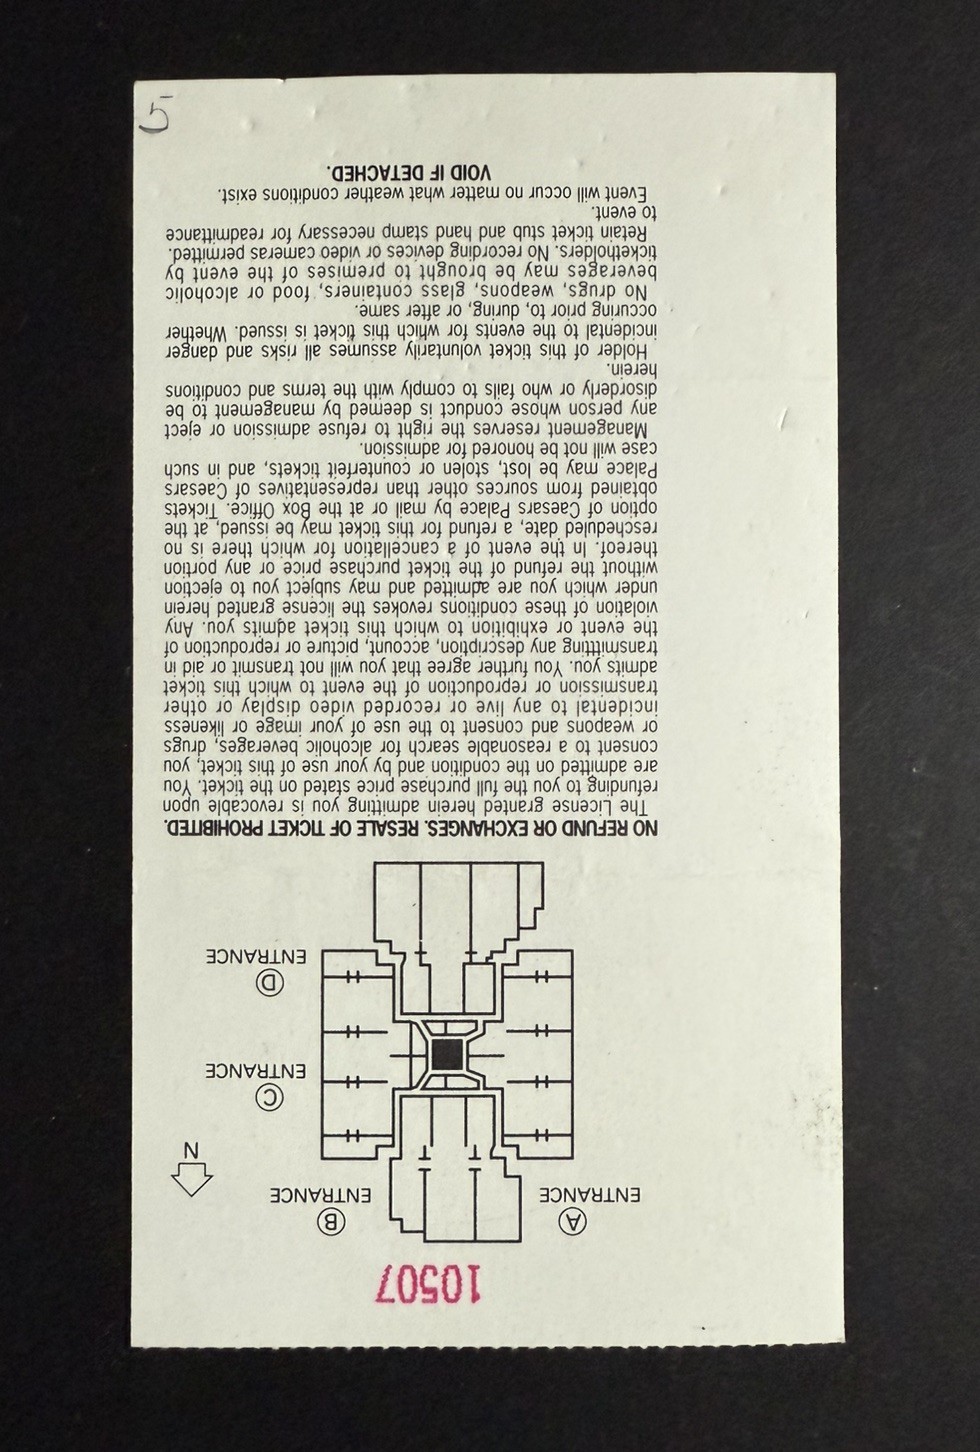 10507
A
ENTRANCE
B
ENTRANCE
N
C
ENTRANCE
D
ENTRANCE
NO REFUND OR EXCHANGES. RESALE OF TICKET PROHIBITED.
The License granted herein admitting you is revocable upon
refunding to you the full purchase price stated on the ticket. You
are admitted on the condition and by your use of this ticket, you
consent to a reasonable search for alcoholic beverages, drugs
or weapons and consent to the use of your image or likeness
incidental to any live or recorded video display or other
transmission or reproduction of the event to which this ticket
admits you. You further agree that you will not transmit or aid in
transmitting any description, account, picture or reproduction of
the event or exhibition to which this ticket admits you. Any
violation of these conditions revokes the license granted herein
under which you are admitted and may subject you to ejection
without the refund of the ticket purchase price or any portion
thereof. In the event of a cancellation for which there is no
rescheduled date, a refund for this ticket may be issued, at the
option of Caesars Palace by mail or at the Box Office. Tickets
obtained from sources other than representatives of Caesars
Palace may be lost, stolen or counterfeit tickets, and in such
case will not be honored for admission.
Management reserves the right to refuse admission or eject
any person whose conduct is deemed by management to be
disorderly or who fails to comply with the terms and conditions
herein.
Holder of this ticket voluntarily assumes all risks and danger
incidental to the events for which this ticket is issued. Whether
occuring prior to, during, or after same.
No drugs, weapons, glass containers, food or alcoholic
beverages may be brought to premises of the event by
ticketholders. No recording devices or video cameras permitted.
Retain ticket stub and hand stamp necessary for readmittance
to event.
Event will occur no matter what weather conditions exist.
VOID IF DETACHED.
5